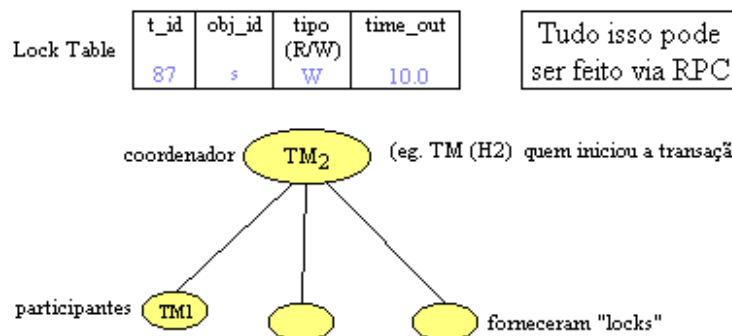 Lock Table
t_id obj_id tipo (R/W) time_out
87 s W 10.0
Tudo isso pode
ser feito via RPC
coordenador TM2 (eg. TM (H2) quem iniciou a transaçã
participantes TM1 forneceram "locks"